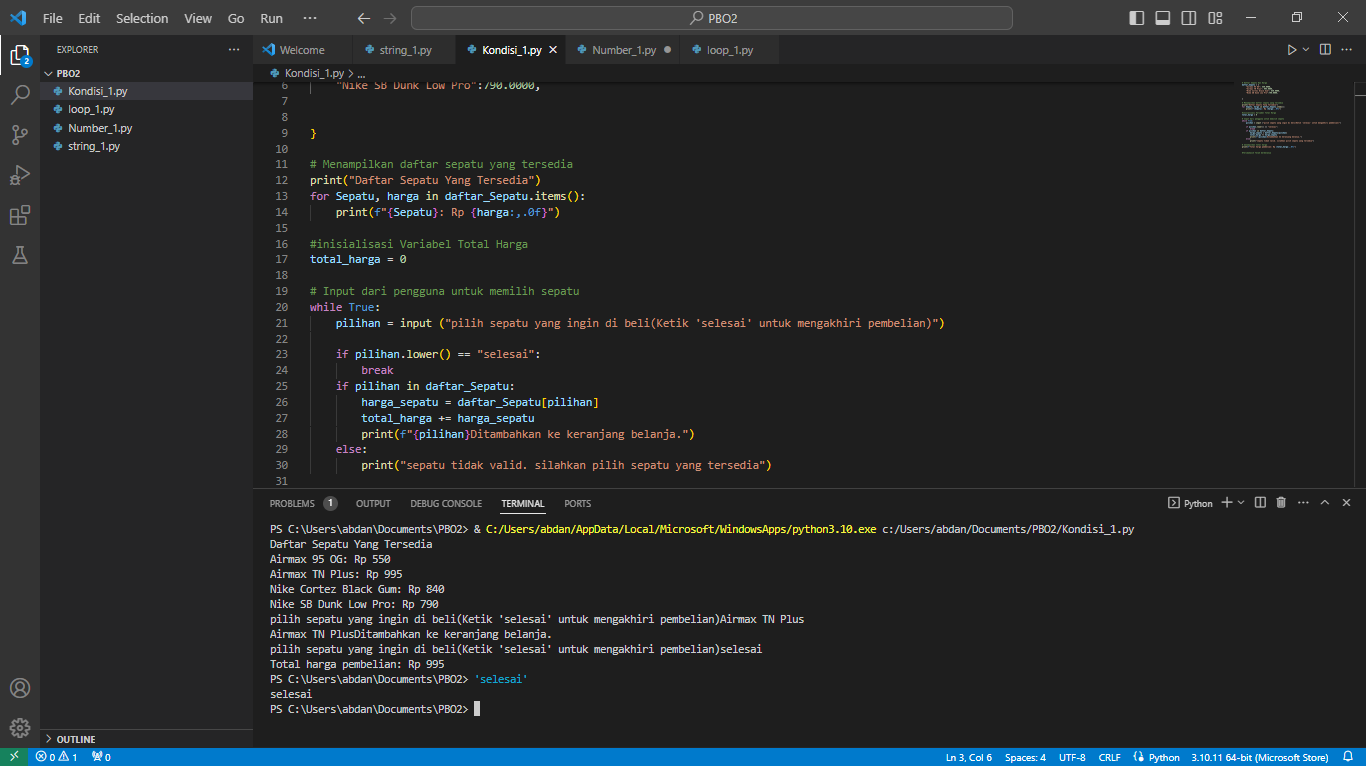 File Edit Selection View Go Run ··· PBO2
EXPLORER ···
Welcome string_1.py Kondisi_1.py Number_1.py loop_1.py
PBO2
Kondisi_1.py
loop_1.py
Number_1.py
string_1.py
Kondisi_1.py > ...
6 "Nike SB Dunk Low Pro":790.0000,
7
8
9 }
10
11 # Menampilkan daftar sepatu yang tersedia
12 print("Daftar Sepatu Yang Tersedia")
13 for Sepatu, harga in daftar_Sepatu.items():
14 print(f"{Sepatu}: Rp {harga:,.0f}")
15
16 #inisialisasi Variabel Total Harga
17 total_harga = 0
18
19 # Input dari pengguna untuk memilih sepatu
20 while True:
21 pilihan = input ("pilih sepatu yang ingin di beli(Ketik 'selesai' untuk mengakhiri pembelian)")
22
23 if pilihan.lower() == "selesai":
24 break
25 if pilihan in daftar_Sepatu:
26 harga_sepatu = daftar_Sepatu[pilihan]
27 total_harga += harga_sepatu
28 print(f"{pilihan}Ditambahkan ke keranjang belanja.")
29 else:
30 print("sepatu tidak valid. silahkan pilih sepatu yang tersedia")
31
PROBLEMS 1 OUTPUT DEBUG CONSOLE TERMINAL PORTS Python
PS C:\Users\abdan\Documents\PBO2> & C:/Users/abdan/AppData/Local/Microsoft/WindowsApps/python3.10.exe c:/Users/abdan/Documents/PBO2/Kondisi_1.py
Daftar Sepatu Yang Tersedia
Airmax 95 OG: Rp 550
Airmax TN Plus: Rp 995
Nike Cortez Black Gum: Rp 840
Nike SB Dunk Low Pro: Rp 790
pilih sepatu yang ingin di beli(Ketik 'selesai' untuk mengakhiri pembelian)Airmax TN Plus
Airmax TN PlusDitambahkan ke keranjang belanja.
pilih sepatu yang ingin di beli(Ketik 'selesai' untuk mengakhiri pembelian)selesai
Total harga pembelian: Rp 995
PS C:\Users\abdan\Documents\PBO2> 'selesai'
selesai
PS C:\Users\abdan\Documents\PBO2>
OUTLINE
0 1 0 Ln 3, Col 6 Spaces: 4 UTF-8 CRLF Python 3.10.11 64-bit (Microsoft Store)